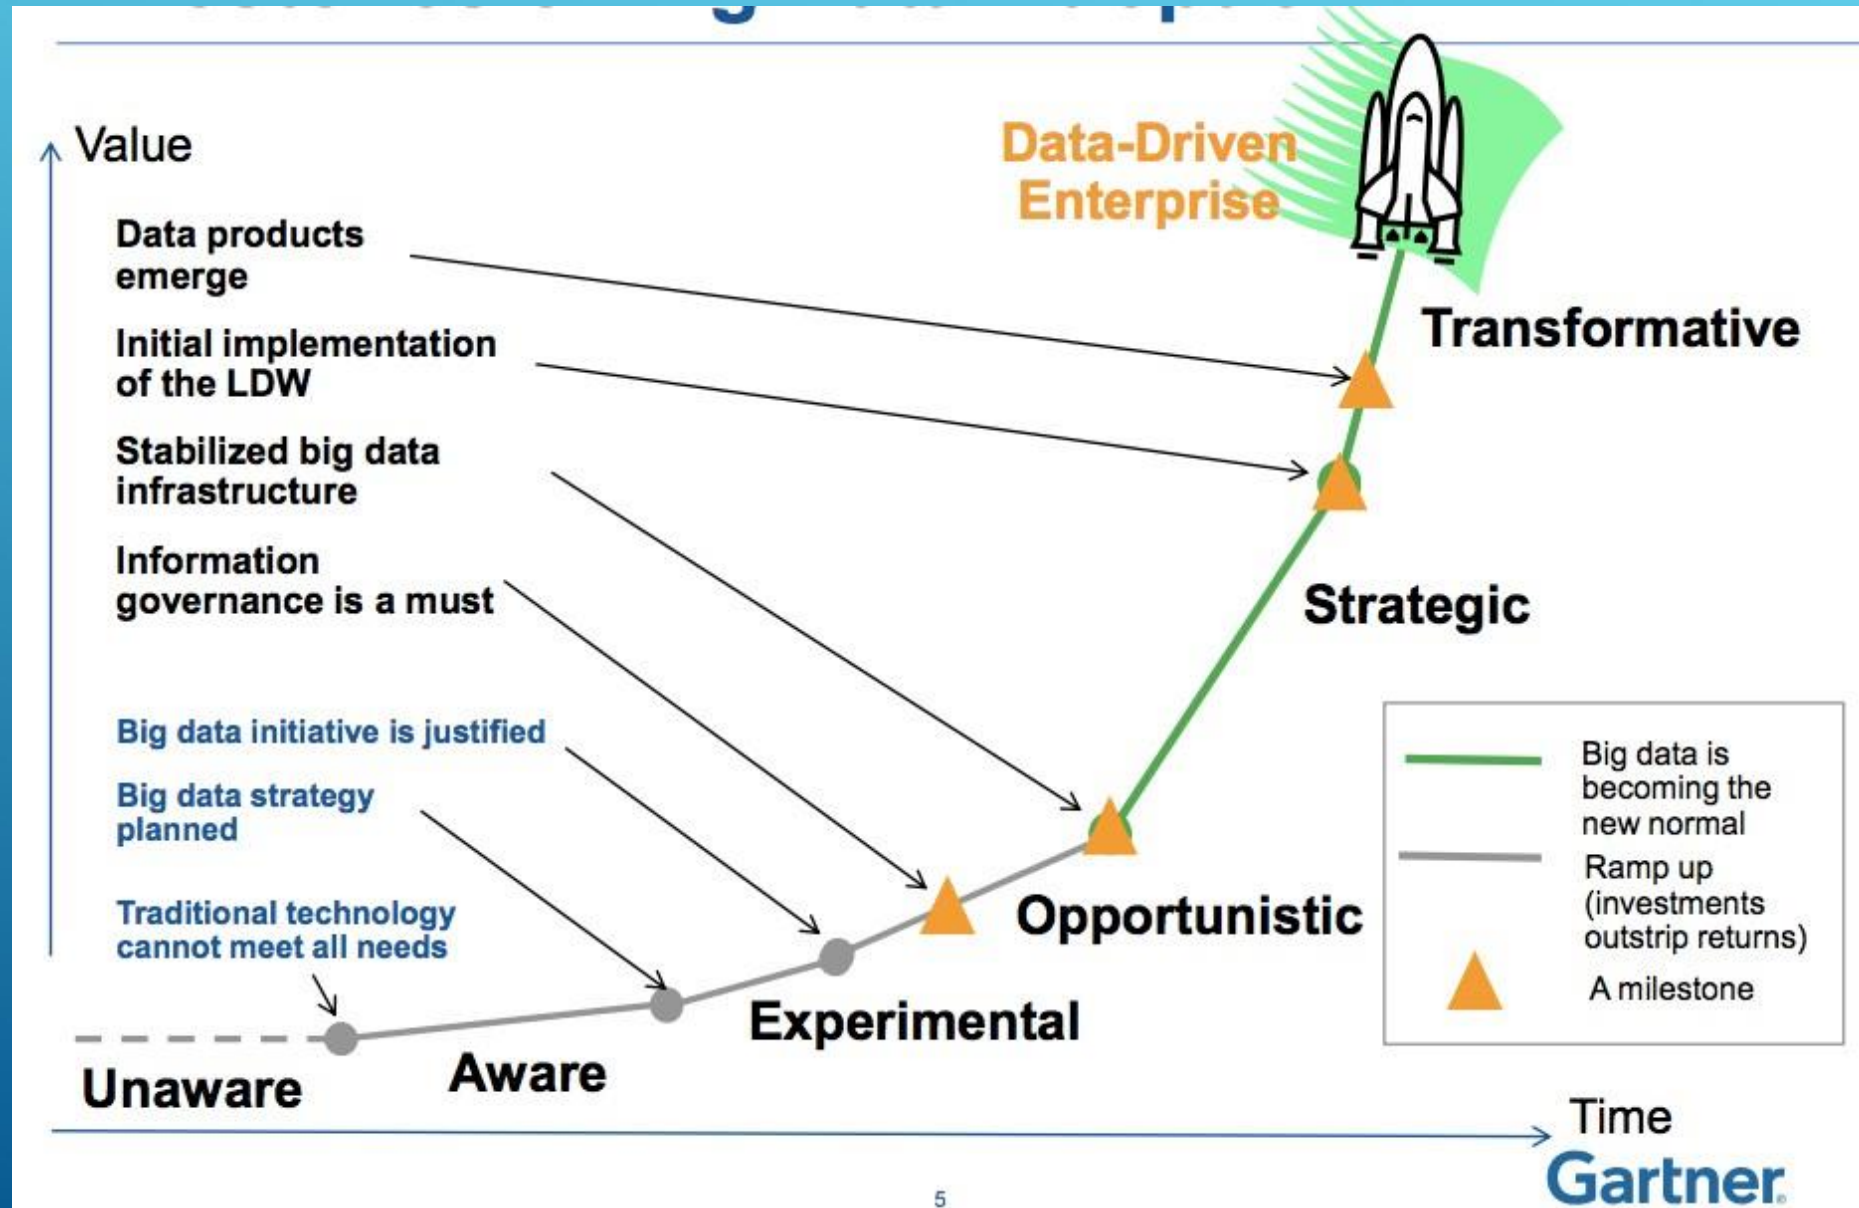 Value
Data-Driven
Enterprise
Data products
emerge
Initial implementation
of the LDW
Transformative
Stabilized big data
infrastructure
Information
governance is a must
Strategic
Big data initiative is justified
Big data strategy
planned
Traditional technology
cannot meet all needs
Big data is
becoming the
new normal
Ramp up
(investments
outstrip returns)
A milestone
Opportunistic
Experimental
Aware
Unaware
Time
Gartner
5